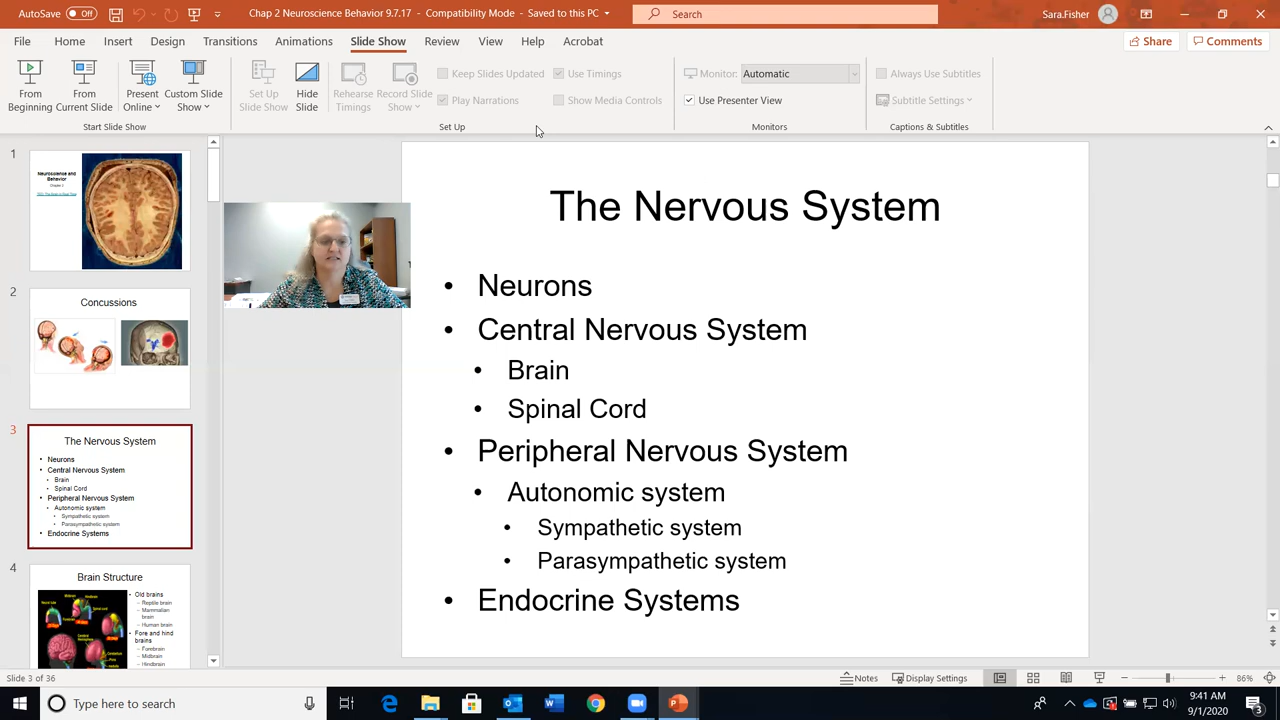 AutoSave Off Chap 2 Neuroscience Behavior 9.7.17 - Compatibility Mode - Saved to this PC Search Sara.Fisher
File Home Insert Design Transitions Animations Slide Show Review View Help Acrobat Share Comments
From Beginning
From Current Slide
Present Online
Custom Slide Show
Set Up Slide Show
Hide Slide
Rehearse Timings
Record Slide Show
Keep Slides Updated
Play Narrations
Use Timings
Show Media Controls
Monitor: Automatic
Use Presenter View
Always Use Subtitles
Subtitle Settings
Start Slide Show Set Up Monitors Captions & Subtitles
1
Neuroscience and
Behavior
Chapter 2
2
Concussions
3
The Nervous System
• Neurons
• Central Nervous System
• Brain
• Spinal Cord
• Peripheral Nervous System
• Autonomic system
• Sympathetic system
• Parasympathetic system
• Endocrine Systems
4
Brain Structure
• Old brains
– Reptile brain
– Mammalian
brain
– Human brain
• Fore and hind
brains
– Forebrain
– Midbrain
– Hindbrain
The Nervous System
• Neurons
• Central Nervous System
• Brain
• Spinal Cord
• Peripheral Nervous System
• Autonomic system
• Sympathetic system
• Parasympathetic system
• Endocrine Systems
Slide 3 of 36 Notes Display Settings 86%
Type here to search
9:41 AM
9/1/2020
3